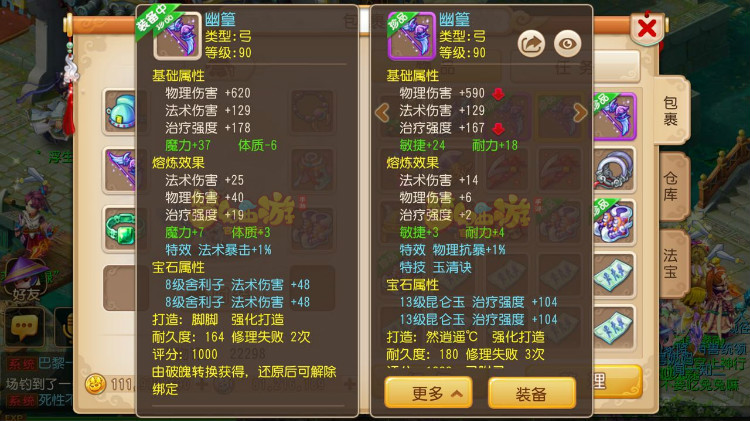 装备中
珍品
幽篁
类型:弓
等级:90
基础属性
物理伤害 +620
法术伤害 +129
治疗强度 +178
魔力+37 体质-6
熔炼效果
法术伤害 +25
物理伤害 +40
治疗强度 +19
魔力+7 体质+3
特效 法术暴击+1%
宝石属性
8级舍利子 法术伤害 +48
8级舍利子 法术伤害 +48
打造: 脚脚 强化打造
耐久度: 164 修理失败 2次
评分: 1000
由破魄转换获得, 还原后可解除
绑定
珍品
幽篁
类型:弓
等级:90
基础属性
物理伤害 +590
法术伤害 +129
治疗强度 +167
敏捷+24 耐力+18
熔炼效果
法术伤害 +14
物理伤害 +6
治疗强度 +2
敏捷+3 耐力+4
特效 物理抗暴+1%
特技 玉清诀
宝石属性
13级昆仑玉 治疗强度 +104
13级昆仑玉 治疗强度 +104
打造: 然逍遥℃ 强化打造
耐久度: 180 修理失败 3次
更多
装备
包裹
仓库
法宝
珍品
珍品
理
好友
系统 巴黎一
场钓到了一
系统 死性不
EXP
22298